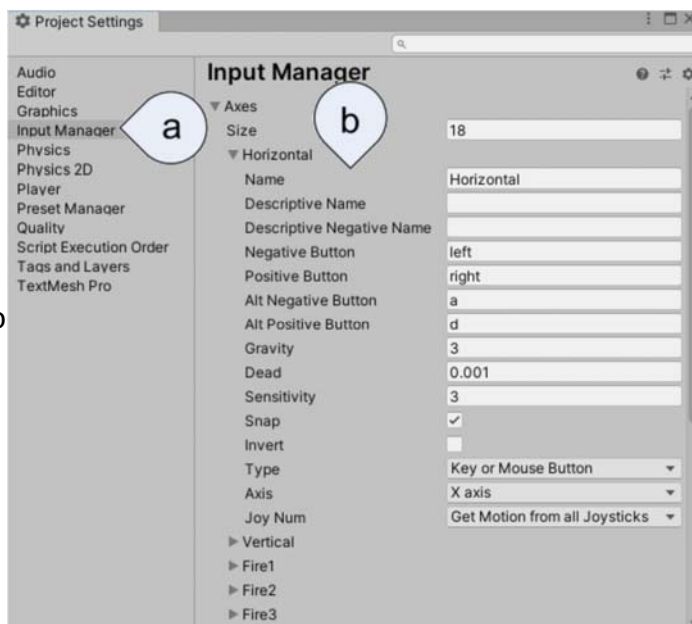 Project Settings
Audio
Editor
Graphics
Input Manager
Physics
Physics 2D
Player
Preset Manager
Quality
Script Execution Order
Tags and Layers
TextMesh Pro
a
Input Manager
b
Axes
Size 18
Horizontal
Name Horizontal
Descriptive Name
Descriptive Negative Name
Negative Button left
Positive Button right
Alt Negative Button a
Alt Positive Button d
Gravity 3
Dead 0.001
Sensitivity 3
Snap
Invert
Type Key or Mouse Button
Axis X axis
Joy Num Get Motion from all Joysticks
Vertical
Fire1
Fire2
Fire3